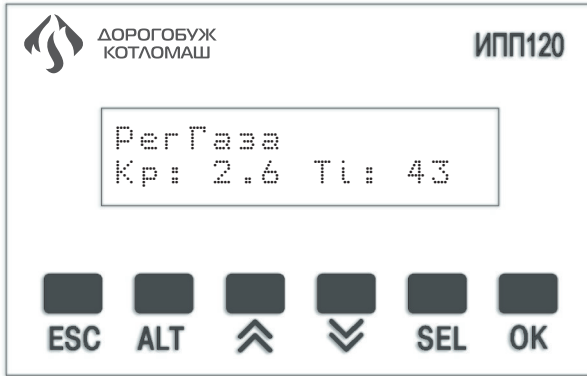 ДОРОГОБУЖ
КОТЛОМАШ
ИПП120
РегГаза
Kp: 2.6 Ti: 43
ESC ALT SEL OK